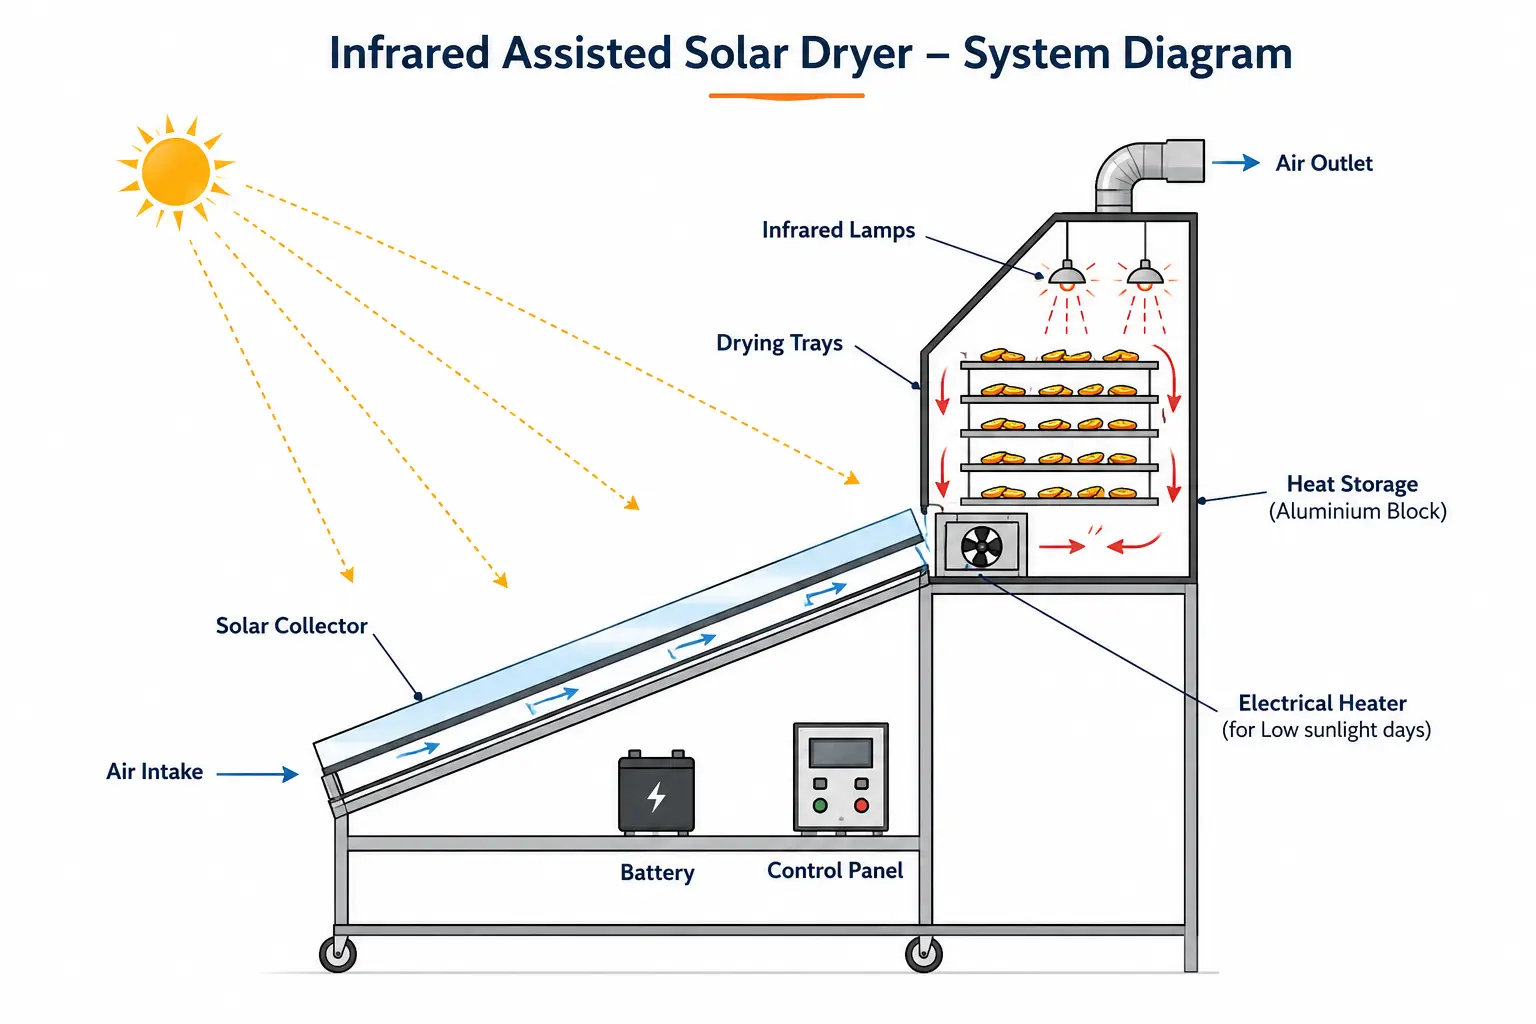 Infrared Assisted Solar Dryer – System Diagram
Air Outlet
Infrared Lamps
Drying Trays
Heat Storage
(Aluminium Block)
Solar Collector
Electrical Heater
(for Low sunlight days)
Air Intake
Battery
Control Panel